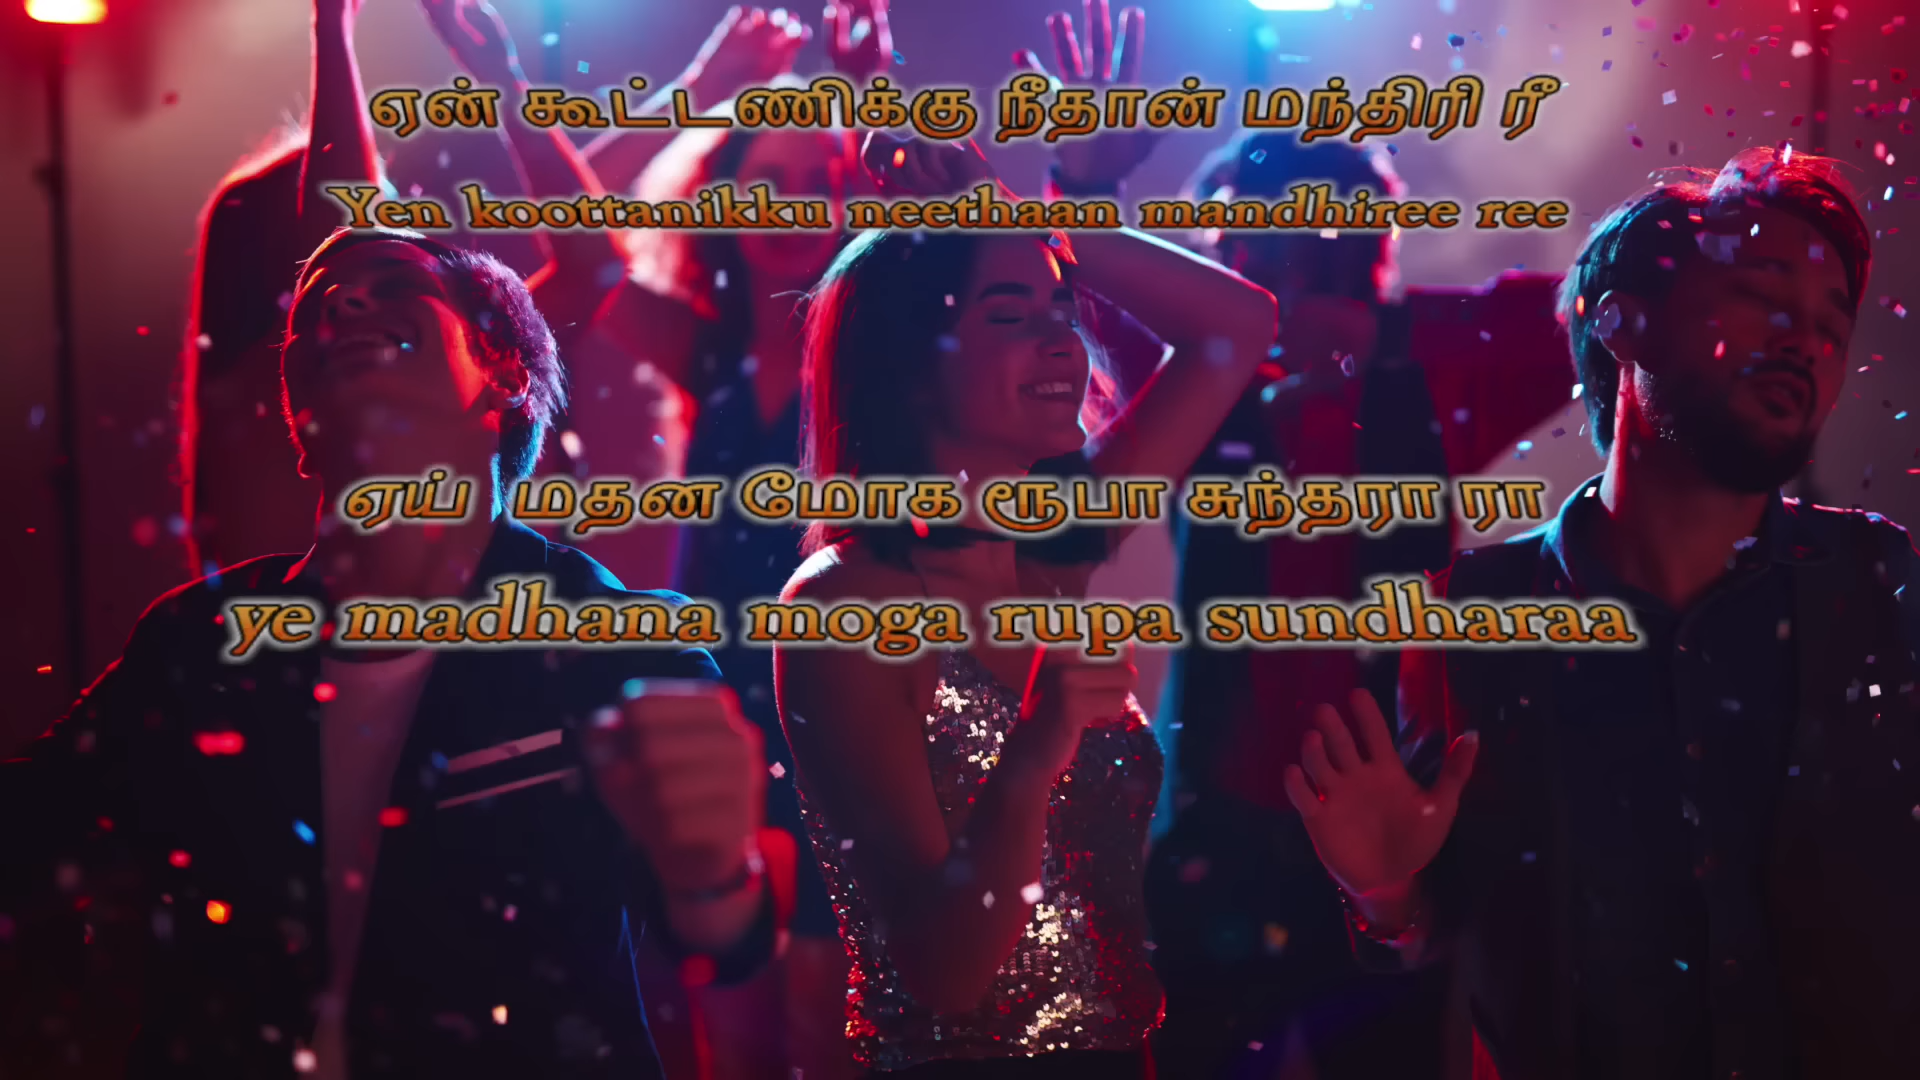 ஏன் கூட்டணிக்கு நீதான் மந்திரி ரீ
Yen koottanikku neethaan mandhiree ree
ஏய் மதன மோக ரூபா சுந்தரா ரா
ye madhana moga rupa sundharaa